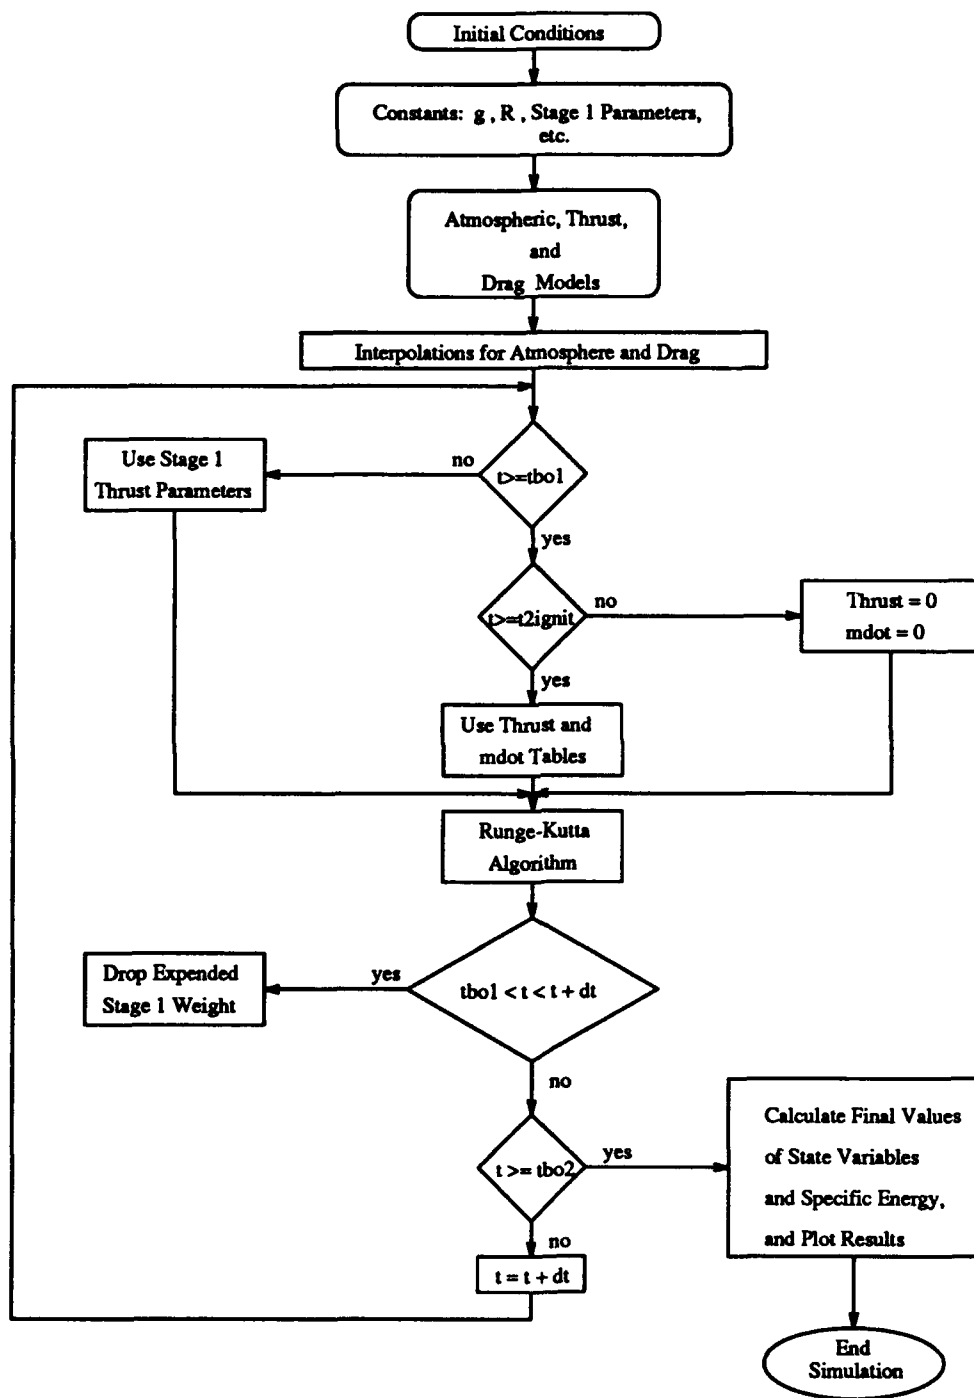 Initial Conditions
Constants: g , R , Stage 1 Parameters,
etc.
Atmospheric, Thrust,
and
Drag Models
Interpolations for Atmosphere and Drag
Use Stage 1
Thrust Parameters
no
t>=tbo1
yes
t>=t2ignit
no
Thrust = 0
mdot = 0
yes
Use Thrust and
mdot Tables
Runge-Kutta
Algorithm
Drop Expended
Stage 1 Weight
yes
tbo1 < t < t + dt
no
t >= tbo2
yes
Calculate Final Values
of State Variables
and Specific Energy,
and Plot Results
no
t = t + dt
End
Simulation